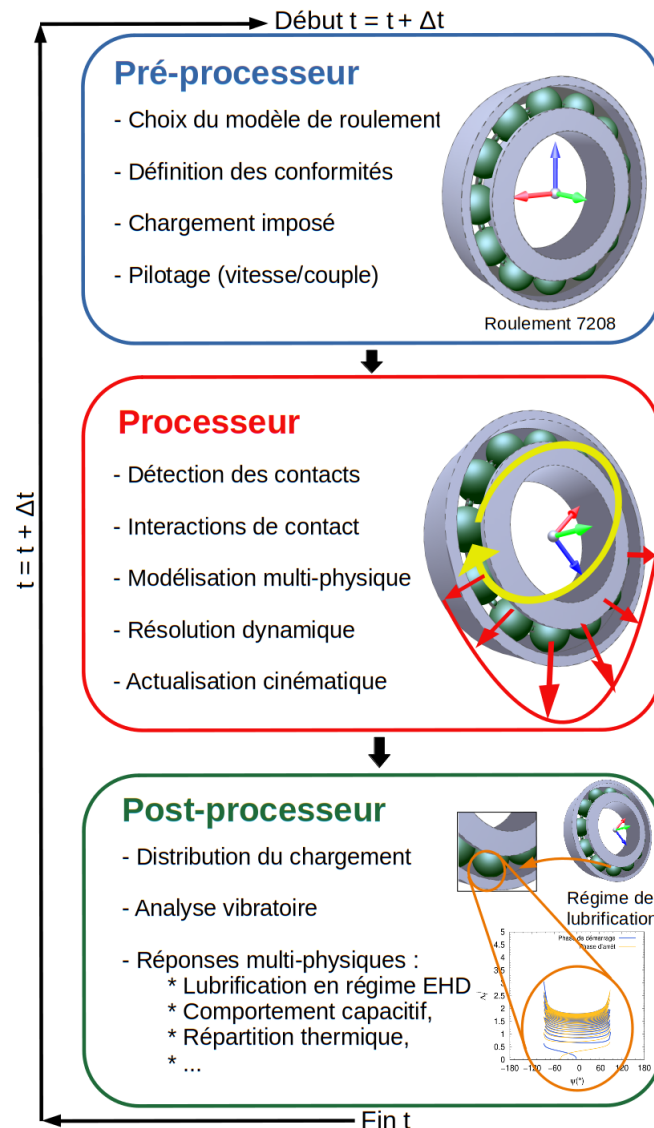 Début t = t + Δt
Pré-processeur
- Choix du modèle de roulement
- Définition des conformités
- Chargement imposé
- Pilotage (vitesse/couple)
Roulement 7208
t = t + Δt
Processeur
- Détection des contacts
- Interactions de contact
- Modélisation multi-physique
- Résolution dynamique
- Actualisation cinématique
Post-processeur
- Distribution du chargement
- Analyse vibratoire
- Réponses multi-physiques :
* Lubrification en régime EHD
* Comportement capacitif,
* Répartition thermique,
* ...
Régime de
lubrification
Phase de démarrage
Phase d'arrêt
5
4.5
4
3.5
3
2.5
2
1.5
1
0.5
0
-180 -120 -60 0 60 120 180
ψ(°)
Fin t